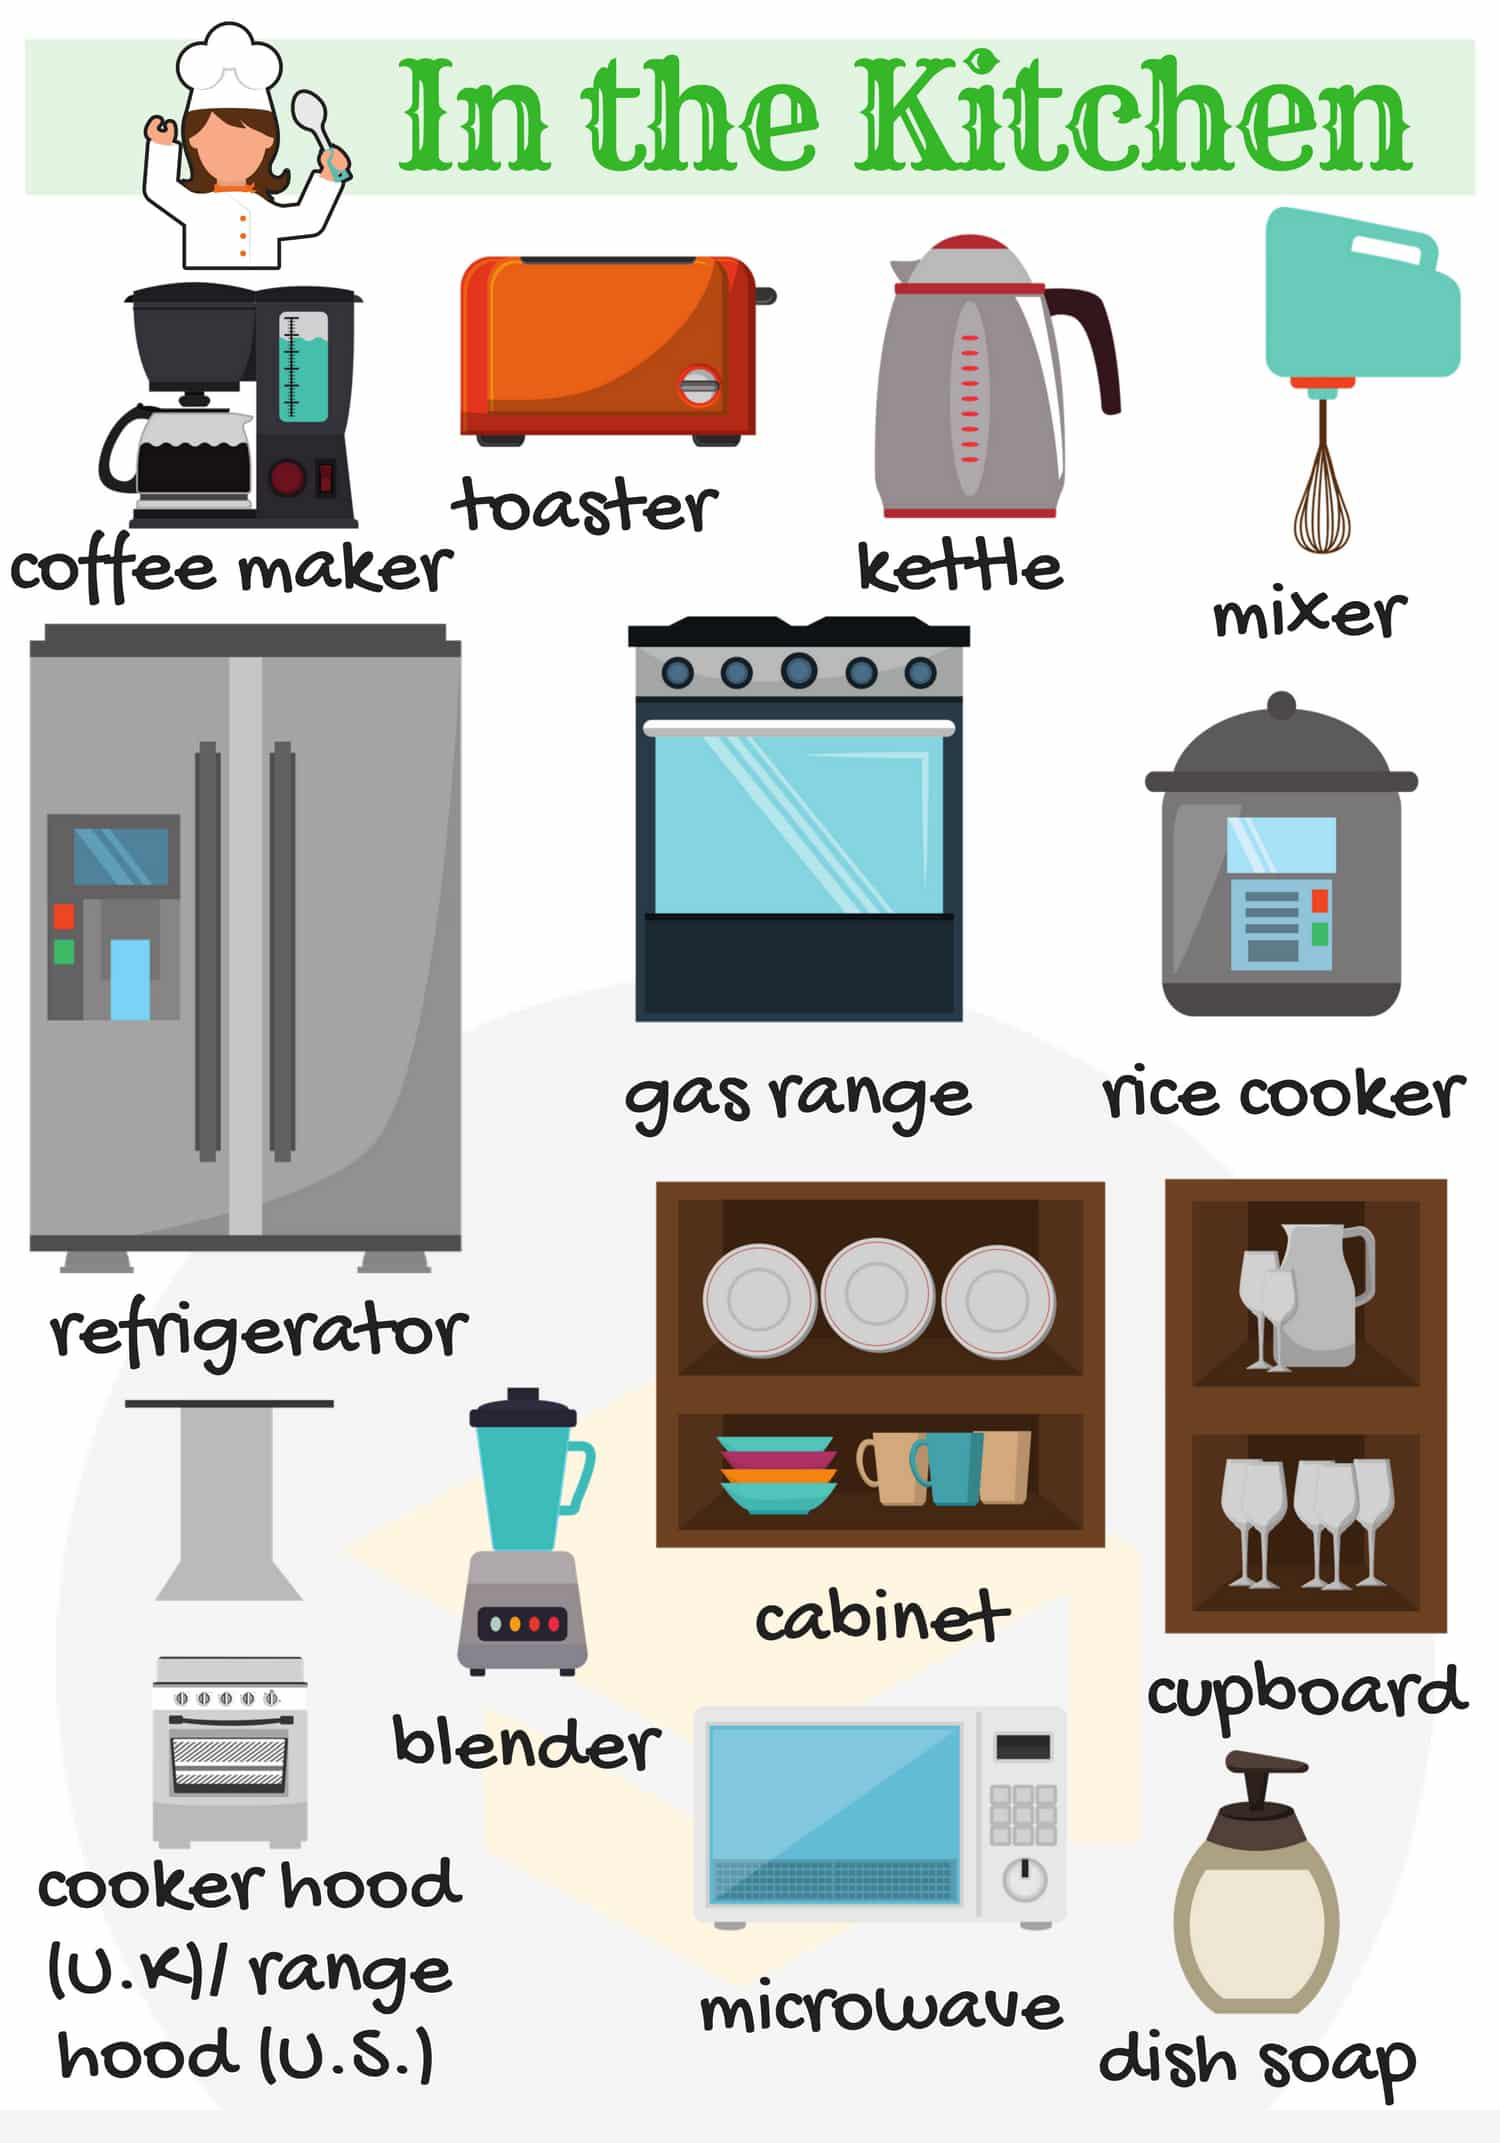 In the Kitchen
coffee maker
toaster
kettle
mixer
refrigerator
gas range
rice cooker
cooker hood
(U.K)/ range
hood (U.S.)
blender
cabinet
cupboard
microwave
dish soap